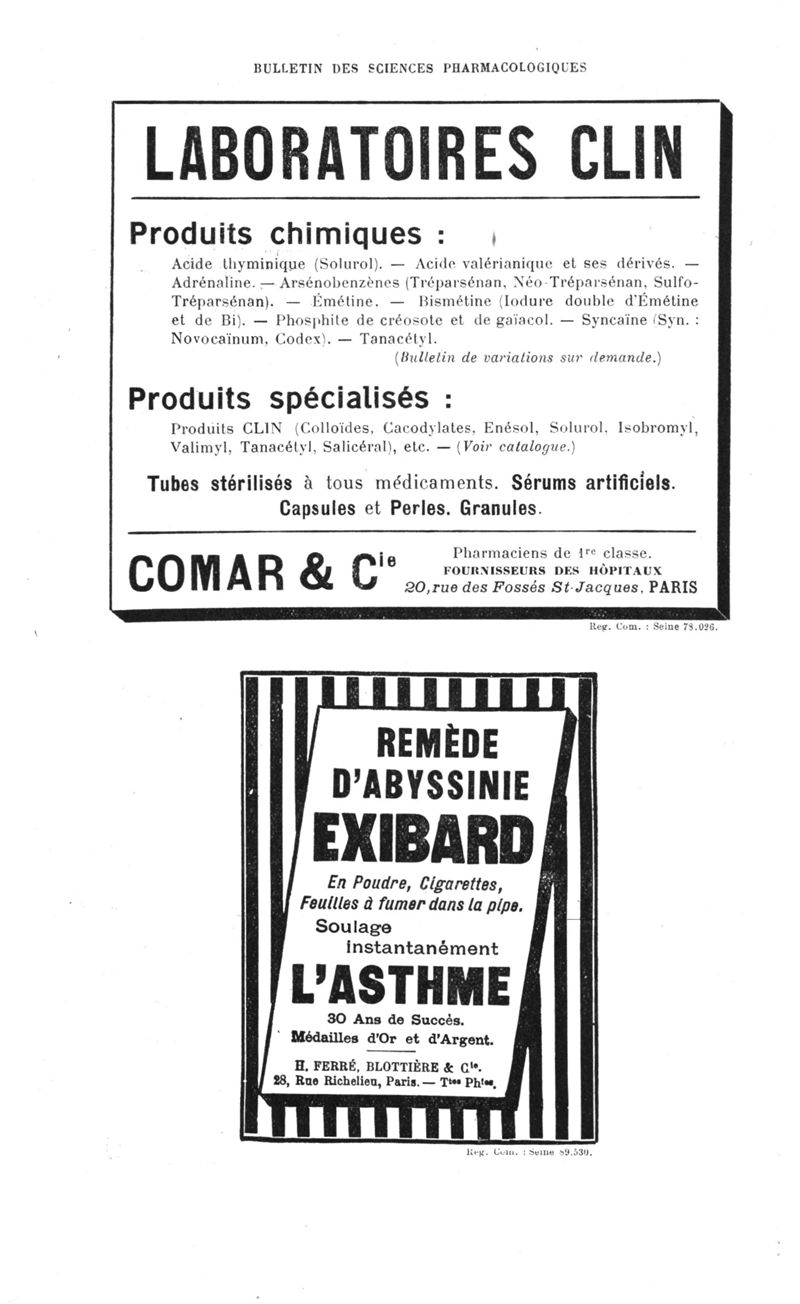 BULLETIN DES SCIENCES PHARMACOLOGIQUES
LABORATOIRES CLIN
Produits chimiques :
Acide thyminique (Solurol). — Acide valérianique et ses dérivés. —
Adrénaline. — Arsénobenzènes (Tréparsénan, Néo-Tréparsénan, Sulfo-
Tréparsénan). — Émétine. — Bismétine (Iodure double d'Émétine
et de Bi). — Phosphite de créosote et de gaïacol. — Syncaïne (Syn. :
Novocaïnum, Codex). — Tanacétyl.
(Bulletin de variations sur demande.)
Produits spécialisés :
Produits CLIN (Colloïdes, Cacodylates, Enésol, Solurol, Isobromyl,
Valimyl, Tanacétyl, Salicéral), etc. — (Voir catalogue.)
Tubes stérilisés à tous médicaments. Sérums artificiels.
Capsules et Perles. Granules.
COMAR & Cie
Pharmaciens de 1re classe.
FOURNISSEURS DES HÔPITAUX
20, rue des Fossés St-Jacques, PARIS
Reg. Com. : Seine 78.026.
REMÈDE
D'ABYSSINIE
EXIBARD
En Poudre, Cigarettes,
Feuilles à fumer dans la pipe.
Soulage
instantanément
L'ASTHME
30 Ans de Succès.
Médailles d'Or et d'Argent.
H. FERRÉ, BLOTTIÈRE & Cie.
28, Rue Richelieu, Paris. — Ttes Phies.
Reg. Com. : Seine 89.530.